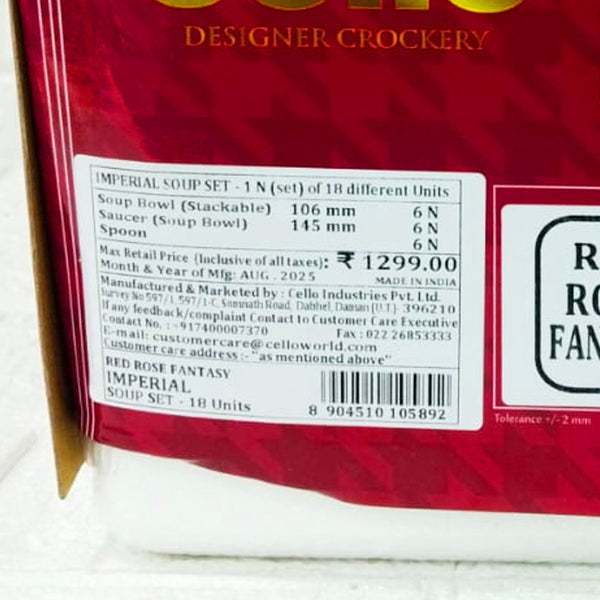 DESIGNER CROCKERY
IMPERIAL SOUP SET - 1 N (set) of 18 different Units
Soup Bowl (Stackable) 106 mm 6 N
Saucer (Soup Bowl) 145 mm 6 N
Spoon 6 N
Max Retail Price (Inclusive of all taxes): ₹ 1299.00
Month & Year of Mfg: AUG . 2025 MADE IN INDIA
Manufactured & Marketed by : Cello Industries Pvt. Ltd.
Survey No 597/1, 597/1-C, Somnath Road, Dabhel, Daman (U.T.)- 396210
If any feedback/complaint Contact to Customer Care Executive
Contact No. : +917400007370 Fax : 022 26853333
E-mail: customercare@celloworld.com
Customer care address :- "as mentioned above"
RED ROSE FANTASY
IMPERIAL
SOUP SET - 18 Units
8 904510 105892
R
RO
FAN
Tolerance +/- 2 mm